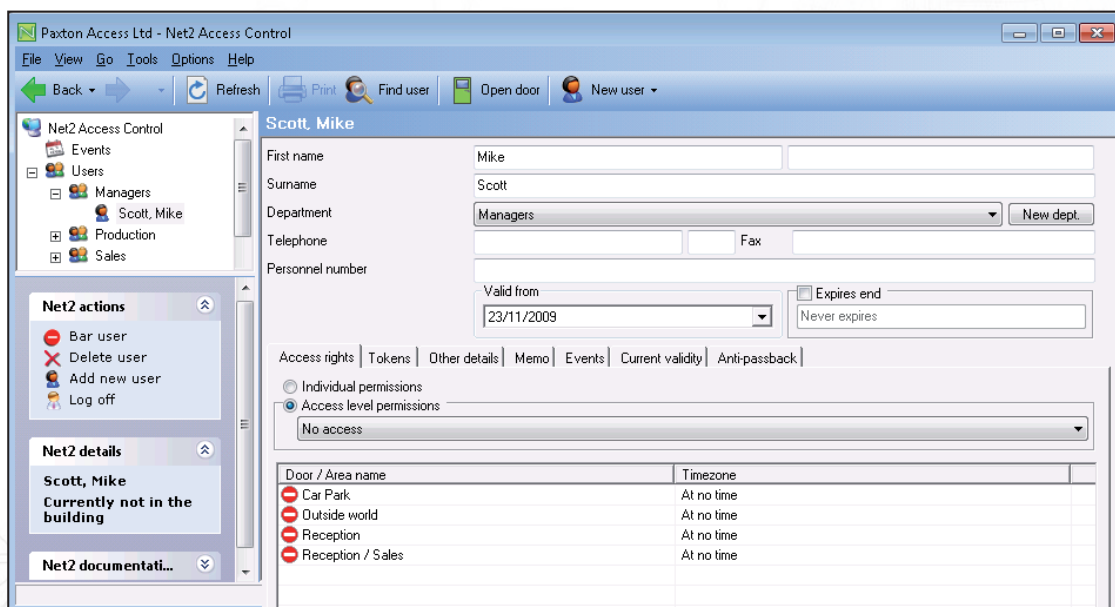 Paxton Access Ltd - Net2 Access Control
File View Go Tools Options Help
Back Refresh Print Find user Open door New user
Net2 Access Control
Events
Users
Managers
Scott, Mike
Production
Sales
Net2 actions
Bar user
Delete user
Add new user
Log off
Net2 details
Scott, Mike
Currently not in the
building
Net2 documentati...
Scott, Mike
First name Mike
Surname Scott
Department Managers New dept.
Telephone Fax
Personnel number
Valid from Expires end
23/11/2009 Never expires
Access rights Tokens Other details Memo Events Current validity Anti-passback
Individual permissions
Access level permissions
No access
Door / Area name Timezone
Car Park At no time
Outside world At no time
Reception At no time
Reception / Sales At no time